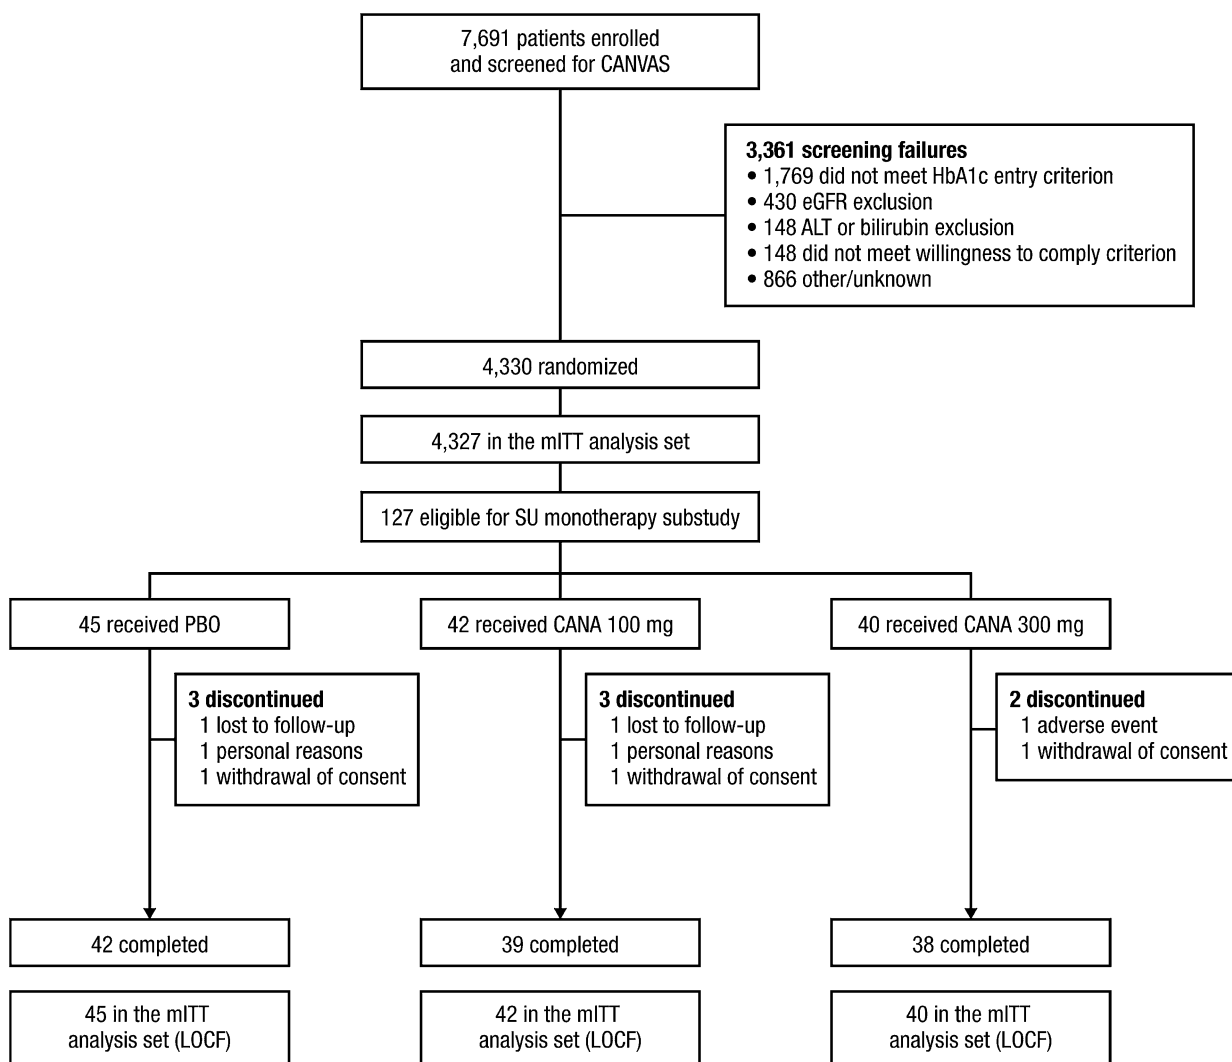 7,691 patients enrolled
and screened for CANVAS
3,361 screening failures
• 1,769 did not meet HbA1c entry criterion
• 430 eGFR exclusion
• 148 ALT or bilirubin exclusion
• 148 did not meet willingness to comply criterion
• 866 other/unknown
4,330 randomized
4,327 in the mITT analysis set
127 eligible for SU monotherapy substudy
45 received PBO
42 received CANA 100 mg
40 received CANA 300 mg
3 discontinued
1 lost to follow-up
1 personal reasons
1 withdrawal of consent
3 discontinued
1 lost to follow-up
1 personal reasons
1 withdrawal of consent
2 discontinued
1 adverse event
1 withdrawal of consent
42 completed
39 completed
38 completed
45 in the mITT
analysis set (LOCF)
42 in the mITT
analysis set (LOCF)
40 in the mITT
analysis set (LOCF)